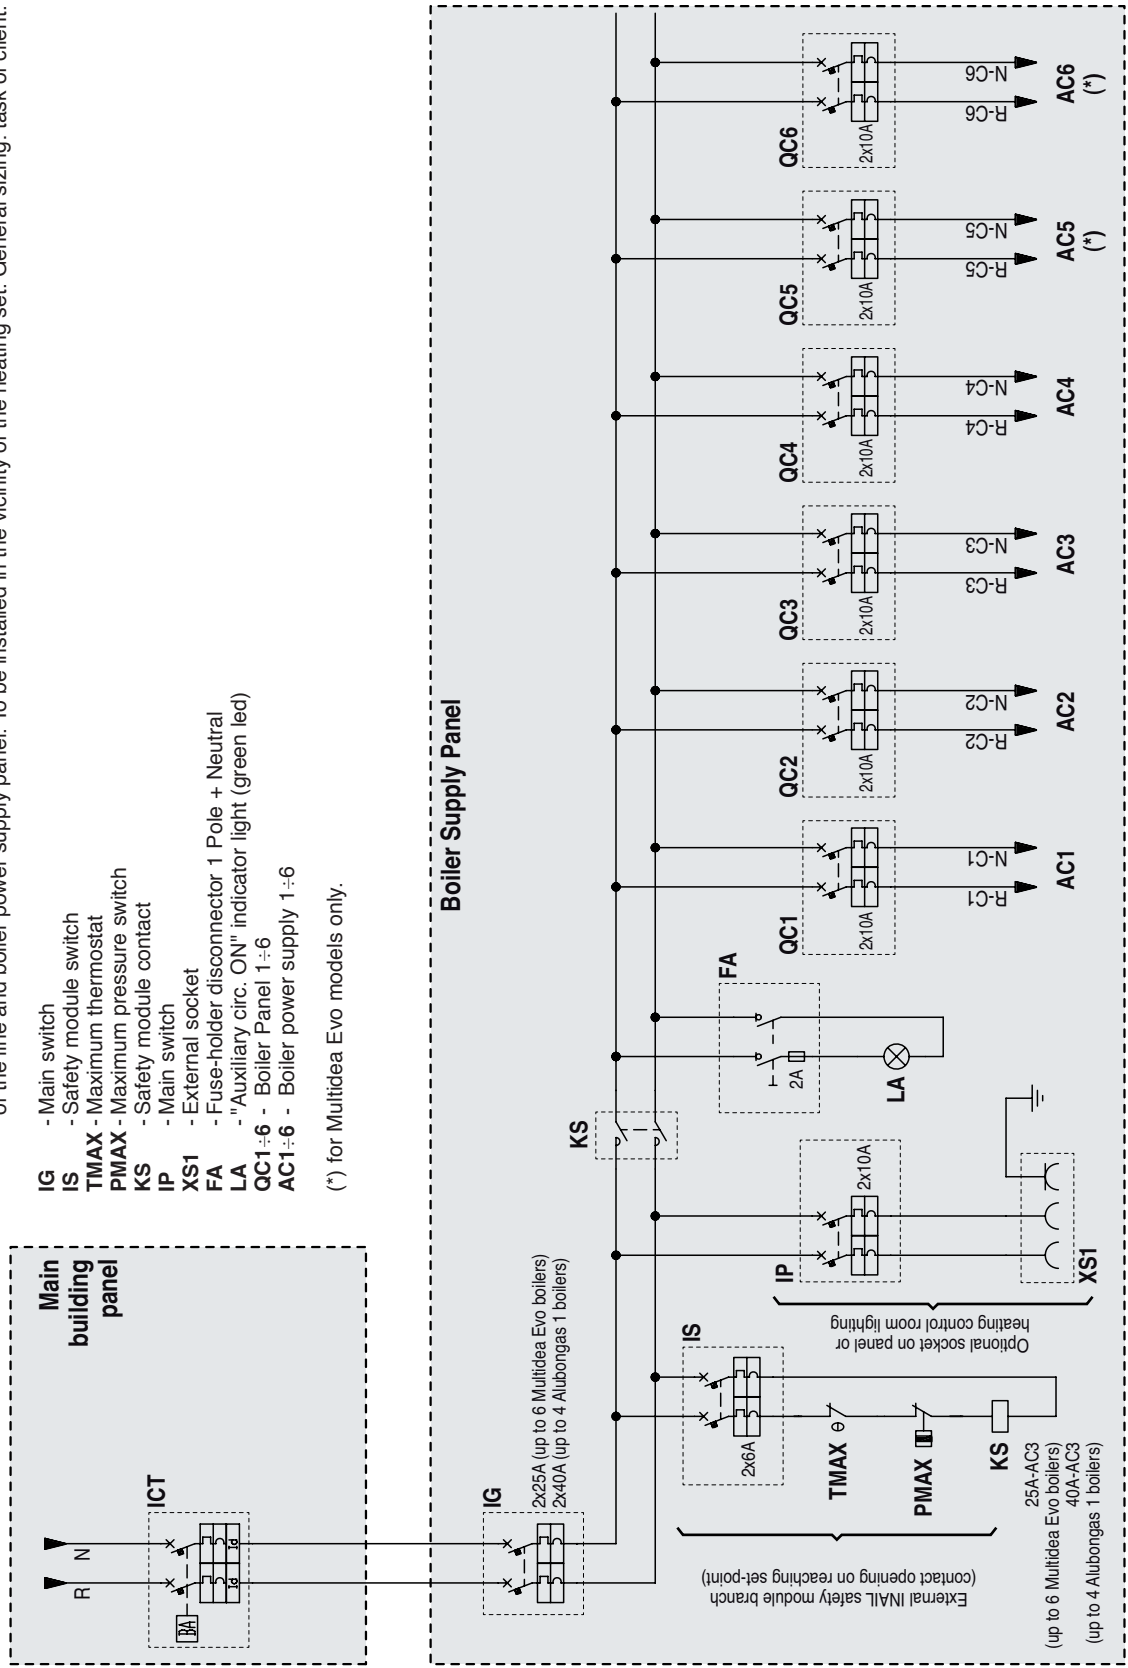 of the line and boiler power supply panel. To be installed in the vicinity of the heating set. General sizing: task of client.
IG - Main switch
IS - Safety module switch
TMAX - Maximum thermostat
PMAX - Maximum pressure switch
KS - Safety module contact
IP - Main switch
XS1 - External socket
FA - Fuse-holder disconnector 1 Pole + Neutral
LA - "Auxiliary circ. ON" indicator light (green led)
QC1÷6 - Boiler Panel 1÷6
AC1÷6 - Boiler power supply 1÷6
(*) for Multidea Evo models only.
Main
building
panel
R
N
ICT
BA
Id
Id
Boiler Supply Panel
IG
2x25A (up to 6 Multidea Evo boilers)
2x40A (up to 4 Alubongas 1 boilers)
IS
2x6A
TMAX
θ
PMAX
KS
25A-AC3
(up to 6 Multidea Evo boilers)
40A-AC3
(up to 4 Alubongas 1 boilers)
External INAIL safety module branch
(contact opening on reaching set-point)
IP
2x10A
XS1
Optional socket on panel or
heating control room lighting
KS
FA
2A
LA
QC1
2x10A
R-C1
N-C1
AC1
QC2
2x10A
R-C2
N-C2
AC2
QC3
2x10A
R-C3
N-C3
AC3
QC4
2x10A
R-C4
N-C4
AC4
QC5
2x10A
R-C5
N-C5
AC5
(*)
QC6
2x10A
R-C6
N-C6
AC6
(*)